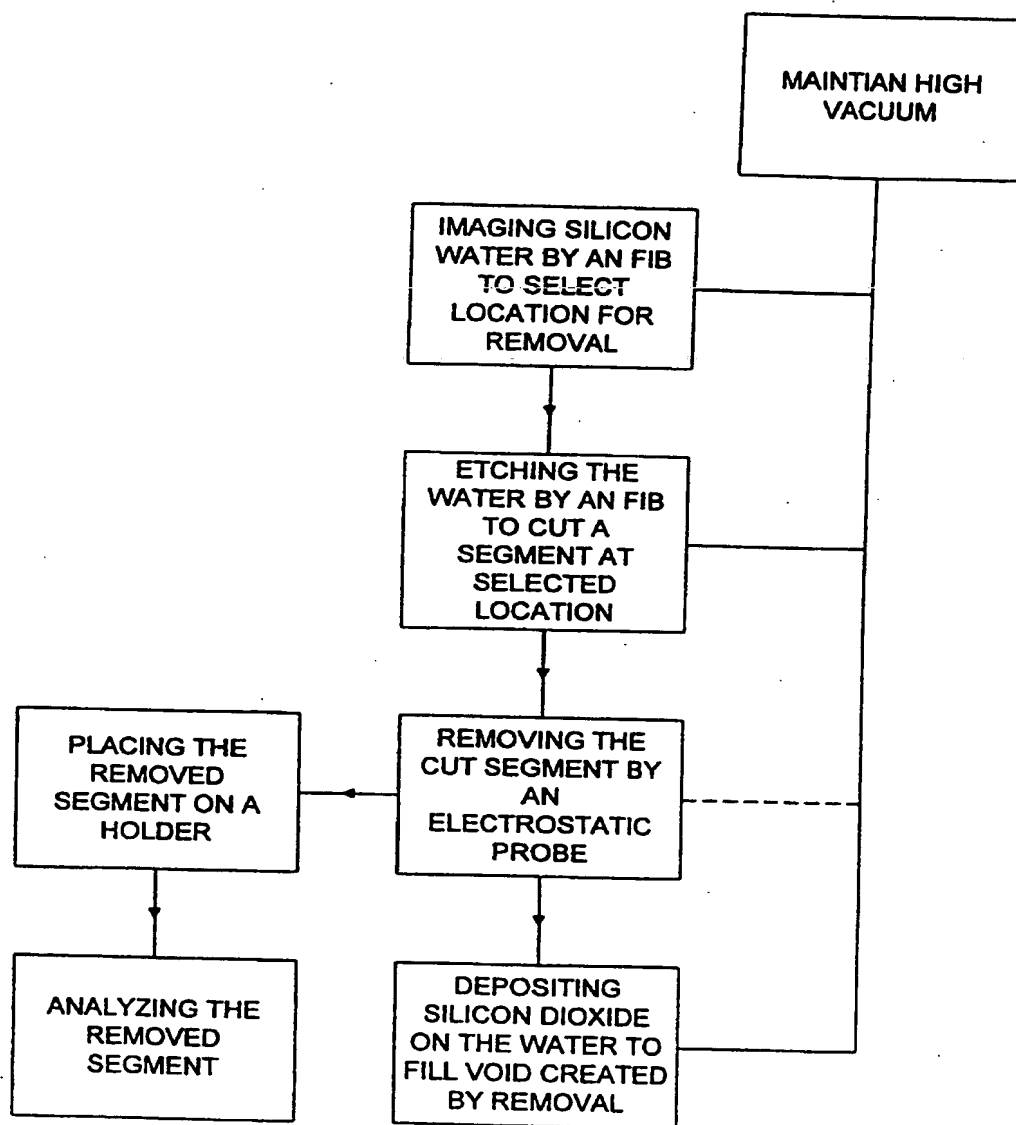 MAINTIAN HIGH
VACUUM
IMAGING SILICON
WATER BY AN FIB
TO SELECT
LOCATION FOR
REMOVAL
ETCHING THE
WATER BY AN FIB
TO CUT A
SEGMENT AT
SELECTED
LOCATION
REMOVING THE
CUT SEGMENT BY
AN
ELECTROSTATIC
PROBE
PLACING THE
REMOVED
SEGMENT ON A
HOLDER
ANALYZING THE
REMOVED
SEGMENT
DEPOSITING
SILICON DIOXIDE
ON THE WATER TO
FILL VOID CREATED
BY REMOVAL